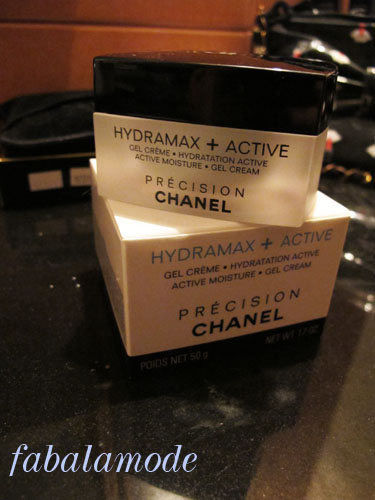 HYDRAMAX + ACTIVE
GEL CRÈME • HYDRATATION ACTIVE
ACTIVE MOISTURE • GEL CREAM
PRÉCISION
CHANEL
HYDRAMAX + ACTIVE
GEL CRÈME • HYDRATATION ACTIVE
ACTIVE MOISTURE • GEL CREAM
PRÉCISION
CHANEL
POIDS NET 50 g NET WT 1.7 OZ.
fabalamode